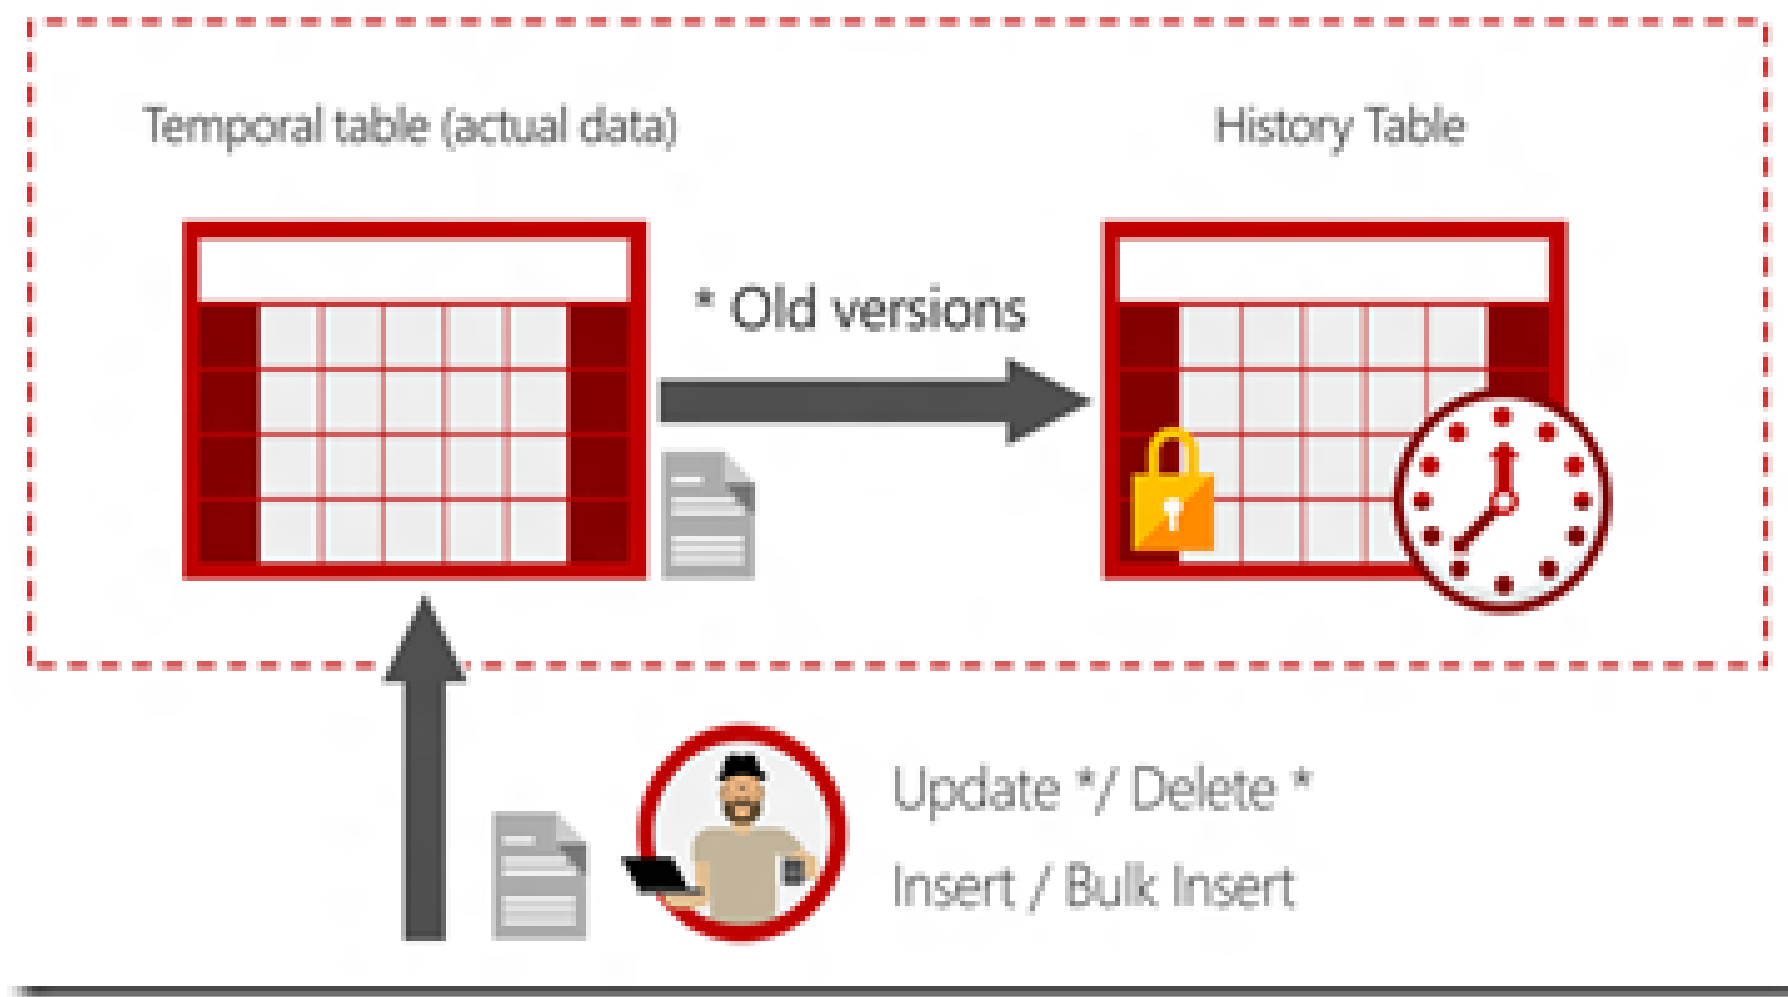 Temporal table (actual data)
History Table
* Old versions
Update */ Delete *
Insert / Bulk Insert